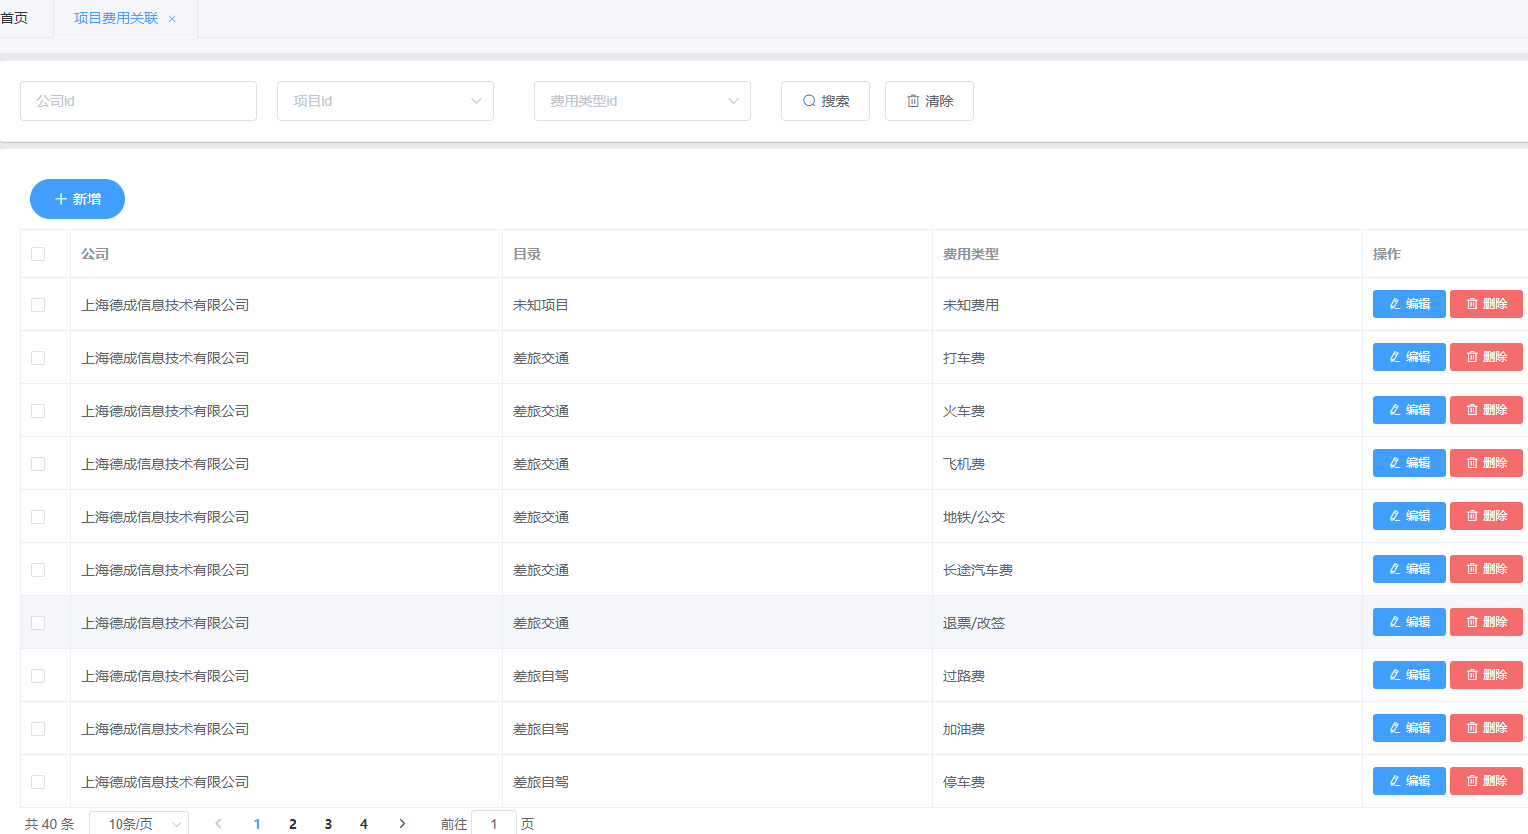 首页 项目费用关联 ×
公司id 项目id 费用类型id 搜索 清除
+ 新增
公司 目录 费用类型 操作
上海德成信息技术有限公司 未知项目 未知费用 编辑 删除
上海德成信息技术有限公司 差旅交通 打车费 编辑 删除
上海德成信息技术有限公司 差旅交通 火车费 编辑 删除
上海德成信息技术有限公司 差旅交通 飞机费 编辑 删除
上海德成信息技术有限公司 差旅交通 地铁/公交 编辑 删除
上海德成信息技术有限公司 差旅交通 长途汽车费 编辑 删除
上海德成信息技术有限公司 差旅交通 退票/改签 编辑 删除
上海德成信息技术有限公司 差旅自驾 过路费 编辑 删除
上海德成信息技术有限公司 差旅自驾 加油费 编辑 删除
上海德成信息技术有限公司 差旅自驾 停车费 编辑 删除
共 40 条 10条/页 < 1 2 3 4 > 前往 1 页